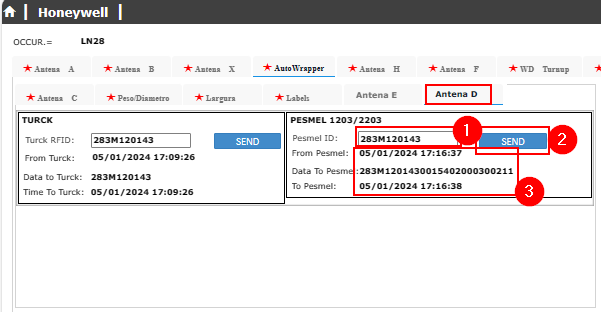 Honeywell
OCCUR.= LN28
★ Antena A ★ Antena B ★ Antena X ★ AutoWrapper ★ Antena H ★ Antena F ★ WD Turnup ★
★ Antena C ★ Peso/Diametro ★ Largura ★ Labels Antena E Antena D
TURCK
Turck RFID: 283M120143 SEND
From Turck: 05/01/2024 17:09:26
Data to Turck: 283M120143
Time To Turck: 05/01/2024 17:09:26
PESMEL 1203/2203
Pesmel ID: 283M120143 1 SEND 2
From Pesmel: 05/01/2024 17:16:37
Data To Pesmel: 283M120143001540200030​0211
To Pesmel: 05/01/2024 17:16:38
3